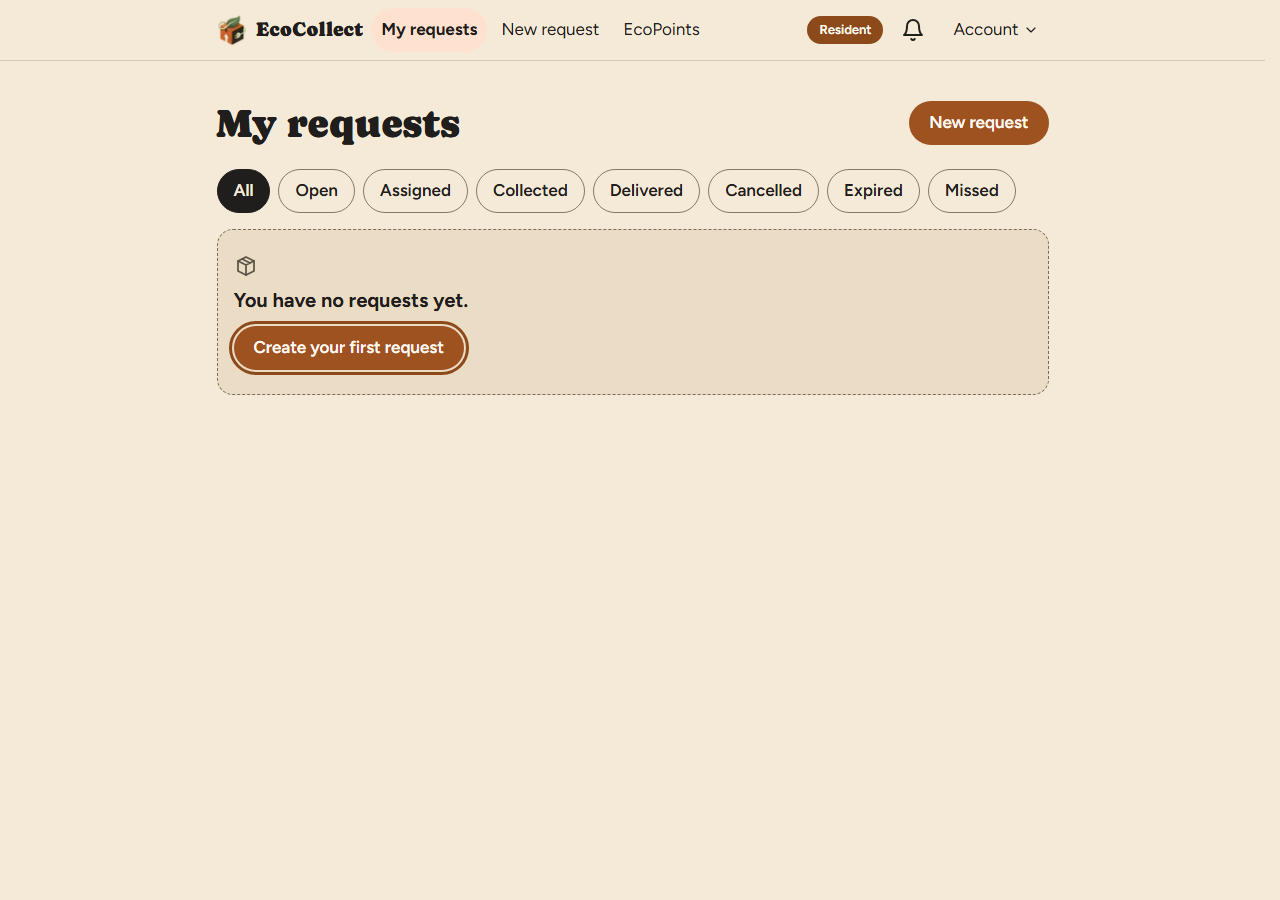 EcoCollect My requests New request EcoPoints Resident Account
My requests New request
All Open Assigned Collected Delivered Cancelled Expired Missed
You have no requests yet.
Create your first request